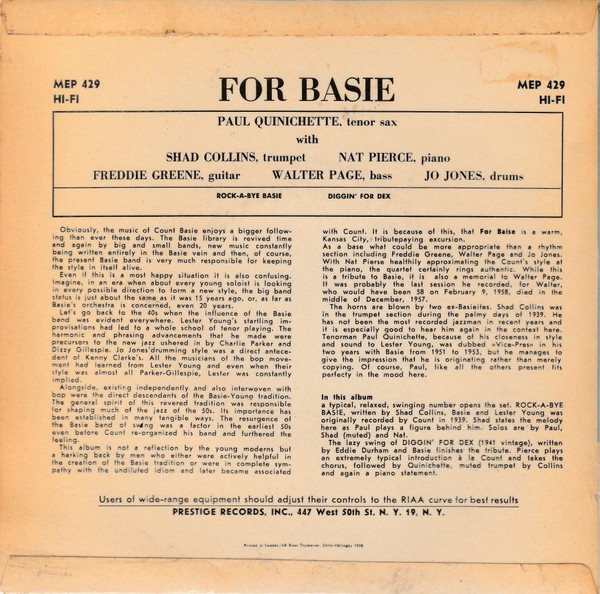 MEP 429
HI-FI
FOR BASIE
MEP 429
HI-FI
PAUL QUINICHETTE, tenor sax
with
SHAD COLLINS, trumpet NAT PIERCE, piano
FREDDIE GREENE, guitar WALTER PAGE, bass JO JONES, drums
ROCK-A-BYE BASIE DIGGIN' FOR DEX
Obviously, the music of Count Basie enjoys a bigger follow-
ing than ever these days. The Basie library is revived time
and again by big and small bands, new music constantly
being written entirely in the Basie vein and then, of course,
the present Basie band is very much responsible for keeping
the style in itself alive.
Even if this is a most happy situation it is also confusing.
Imagine, in an era when about every young soloist is looking
in every possible direction to form a new style, the big band
status is just about the same as it was 15 years ago, or, as far as
Basie's orchestra is concerned, even 20 years.
Let's go back to the 40s when the influence of the Basie
band was evident everywhere. Lester Young's startling im-
provisations had led to a whole school of tenor playing. The
harmonic and phrasing advancements that he made were
precursors to the new jazz ushered in by Charlie Parker and
Dizzy Gillespie. Jo Jones'drumming style was a direct antece-
dent of Kenny Clarke's. All the musicians of the bop move-
ment had learned from Lester Young and even when their
style was almost all Parker-Gillespie, Lester was constantly
implied.
Alongside, existing independently and also interwoven with
bop were the direct descendants of the Basie-Young tradition.
The general spirit of this revered tradition was responsible
for shaping much of the jazz of the 50s. Its importance has
been established in many tangible ways. The resurgence of
the Basie band of swing was a factor in the earliest 50s
even before Count re-organized his band and furthered the
feeling.
This album is not a reflection by the young moderns but
a harking back by men who either were actively helpful in
the creation of the Basie tradition or were in complete sym-
pathy with the undiluted idiom and later became associated
with Count. It is because of this, that For Baise is a warm,
Kansas City, tributepaying excursion.
As a base what could be more appropriate than a rhythm
section including Freddie Greene, Walter Page and Jo Jones.
With Nat Pierce healthily approximating the Count's style at
the piano, the quartet certainly rings authentic. While this
is a tribute to Basie, it is also a memorial to Walter Page.
It was probably the last session he recorded, for Walter,
who would have been 58 on February 9, 1958, died in the
middle of December, 1957.
The horns are blown by two ex-Basieites. Shad Collins was
in the trumpet section during the palmy days of 1939. He
has not been the most recorded jazzman in recent years and
it is especially good to hear him again in the context here.
Tenorman Paul Quinichette, because of his closeness in style
and sound to Lester Young, was dubbed «Vice-Pres» in his
two years with Basie from 1951 to 1953, but he manages to
give the impression that he is originating rather than merely
copying. Of course, Paul, like all the others present fits
perfectly in the mood here.
In this album
a typical, relaxed, swinging number opens the set. ROCK-A-BYE
BASIE, written by Shad Collins, Basie and Lester Young was
originally recorded by Count in 1939. Shad states the melody
here as Paul plays a figure behind him. Solos are by Paul,
Shad (muted) and Nat.
The lazy swing of DIGGIN' FOR DEX (1941 vintage), written
by Eddie Durham and Basie finishes the tribute. Pierce plays
an extremely typical introduction à la Count and takes the
chorus, followed by Quinichette, muted trumpet by Collins
and again a piano statement.
Users of wide-range equipment should adjust their controls to the RIAA curve for best results
PRESTIGE RECORDS, INC., 447 West 50th St. N. Y. 19, N. Y.
Printed in Sweden
1958